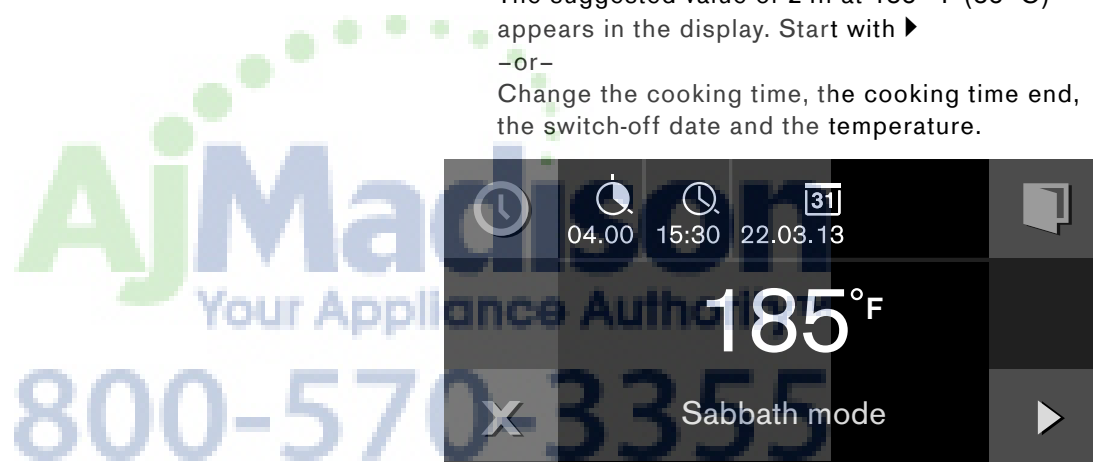 appears in the display. Start with ▶
–or–
Change the cooking time, the cooking time end,
the switch-off date and the temperature.
04.00 15:30 22.03.13
31
185°F
Sabbath mode
AjMadison
Your Appliance Authority
800-570-3355